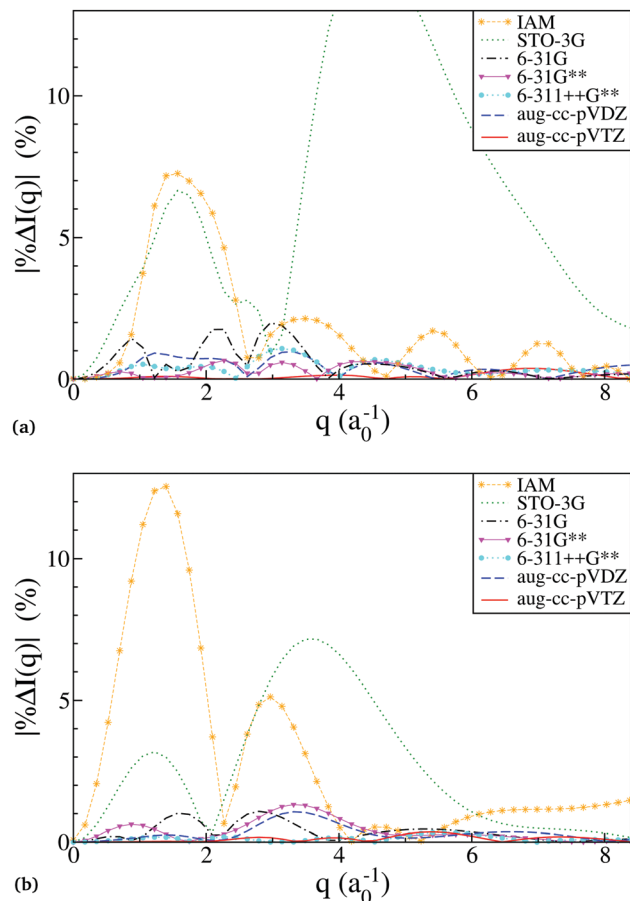 IAM
STO-3G
6-31G
6-31G**
6-311++G**
aug-cc-pVDZ
aug-cc-pVTZ
|%ΔI(q)| (%)
10
5
0
0 2 4 6 8
q (a₀⁻¹)
(a)
IAM
STO-3G
6-31G
6-31G**
6-311++G**
aug-cc-pVDZ
aug-cc-pVTZ
|%ΔI(q)| (%)
10
5
0
0 2 4 6 8
q (a₀⁻¹)
(b)